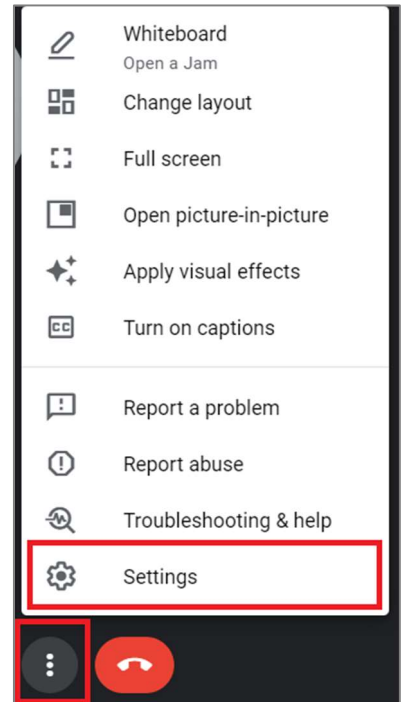 Whiteboard
Open a Jam
Change layout
Full screen
Open picture-in-picture
Apply visual effects
CC
Turn on captions
Report a problem
Report abuse
Troubleshooting & help
Settings